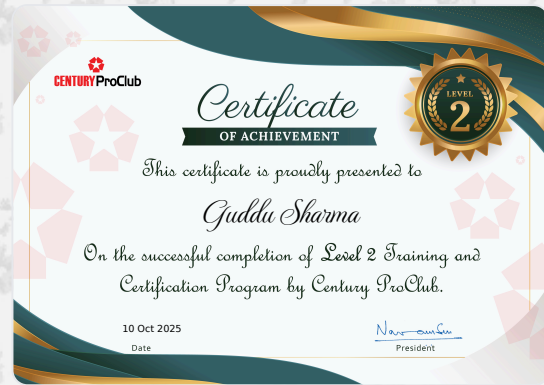 CENTURY ProClub
LEVEL
2
Certificate
OF ACHIEVEMENT
This certificate is proudly presented to
Guddu Sharma
On the successful completion of Level 2 Training and
Certification Program by Century ProClub.
10 Oct 2025
Date
President